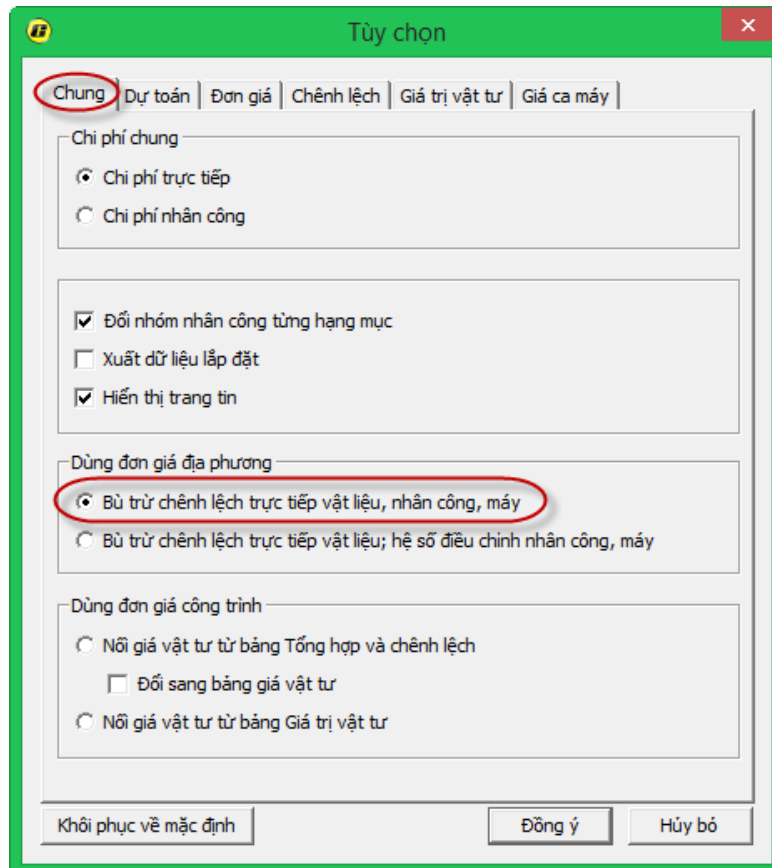 Tùy chọn
Chung Dự toán Đơn giá Chênh lệch Giá trị vật tư Giá ca máy
Chi phí chung
Chi phí trực tiếp
Chi phí nhân công
Đổi nhóm nhân công từng hạng mục
Xuất dữ liệu lắp đặt
Hiển thị trang tin
Dùng đơn giá địa phương
Bù trừ chênh lệch trực tiếp vật liệu, nhân công, máy
Bù trừ chênh lệch trực tiếp vật liệu; hệ số điều chỉnh nhân công, máy
Dùng đơn giá công trình
Nối giá vật tư từ bảng Tổng hợp và chênh lệch
Đổi sang bảng giá vật tư
Nối giá vật tư từ bảng Giá trị vật tư
Khôi phục về mặc định Đồng ý Hủy bỏ